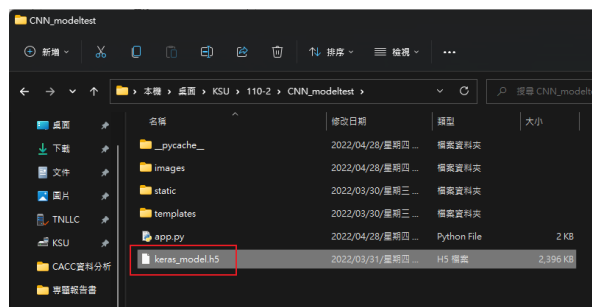 CNN_modeltest
新增
排序
檢視
本機 › 桌面 › KSU › 110-2 › CNN_modeltest ›
搜尋 CNN_modelte
名稱 修改日期 類型 大小
桌面
下載
文件
圖片
TNLLC
KSU
CACC資料分析
專題報告書
__pycache__ 2022/04/28/星期四 ... 檔案資料夾
images 2022/04/28/星期四 ... 檔案資料夾
static 2022/03/30/星期三 ... 檔案資料夾
templates 2022/03/30/星期三 ... 檔案資料夾
app.py 2022/04/28/星期四 ... Python File 2 KB
keras_model.h5 2022/03/31/星期四 ... H5 檔案 2,396 KB